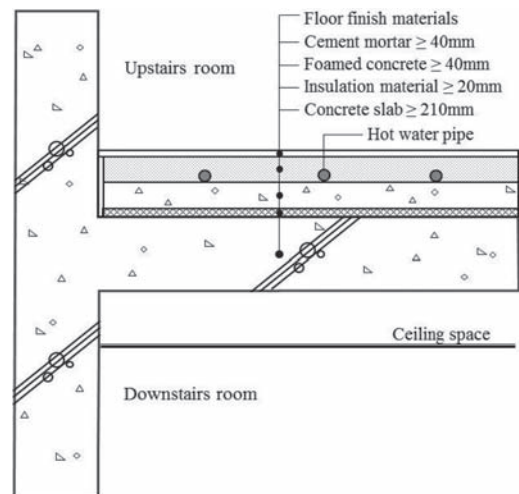 Floor finish materials
Cement mortar ≥ 40mm
Foamed concrete ≥ 40mm
Insulation material ≥ 20mm
Concrete slab ≥ 210mm
Hot water pipe
Upstairs room
Ceiling space
Downstairs room